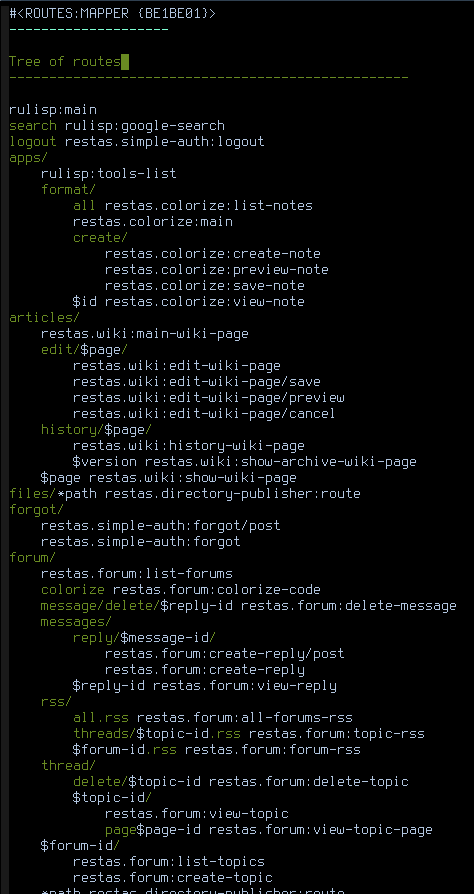 #<ROUTES:MAPPER {BE1BE01}>
--------------------
Tree of routes
--------------------------------------------------
rulisp:main
search rulisp:google-search
logout restas.simple-auth:logout
apps/
    rulisp:tools-list
    format/
        all restas.colorize:list-notes
        restas.colorize:main
        create/
            restas.colorize:create-note
            restas.colorize:preview-note
            restas.colorize:save-note
        $id restas.colorize:view-note
articles/
    restas.wiki:main-wiki-page
    edit/$page/
        restas.wiki:edit-wiki-page
        restas.wiki:edit-wiki-page/save
        restas.wiki:edit-wiki-page/preview
        restas.wiki:edit-wiki-page/cancel
    history/$page/
        restas.wiki:history-wiki-page
        $version restas.wiki:show-archive-wiki-page
    $page restas.wiki:show-wiki-page
files/*path restas.directory-publisher:route
forgot/
    restas.simple-auth:forgot/post
    restas.simple-auth:forgot
forum/
    restas.forum:list-forums
    colorize restas.forum:colorize-code
    message/delete/$reply-id restas.forum:delete-message
    messages/
        reply/$message-id/
            restas.forum:create-reply/post
            restas.forum:create-reply
        $reply-id restas.forum:view-reply
    rss/
        all.rss restas.forum:all-forums-rss
        threads/$topic-id.rss restas.forum:topic-rss
        $forum-id.rss restas.forum:forum-rss
    thread/
        delete/$topic-id restas.forum:delete-topic
        $topic-id/
            restas.forum:view-topic
            page$page-id restas.forum:view-topic-page
    $forum-id/
        restas.forum:list-topics
        restas.forum:create-topic
    *path restas.directory-publisher:route